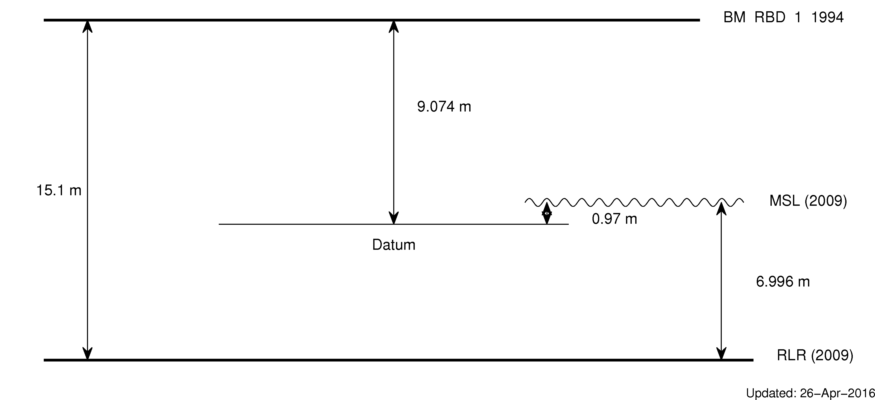 BM RBD 1 1994
9.074 m
15.1 m
MSL (2009)
0.97 m
Datum
6.996 m
RLR (2009)
Updated: 26−Apr−2016